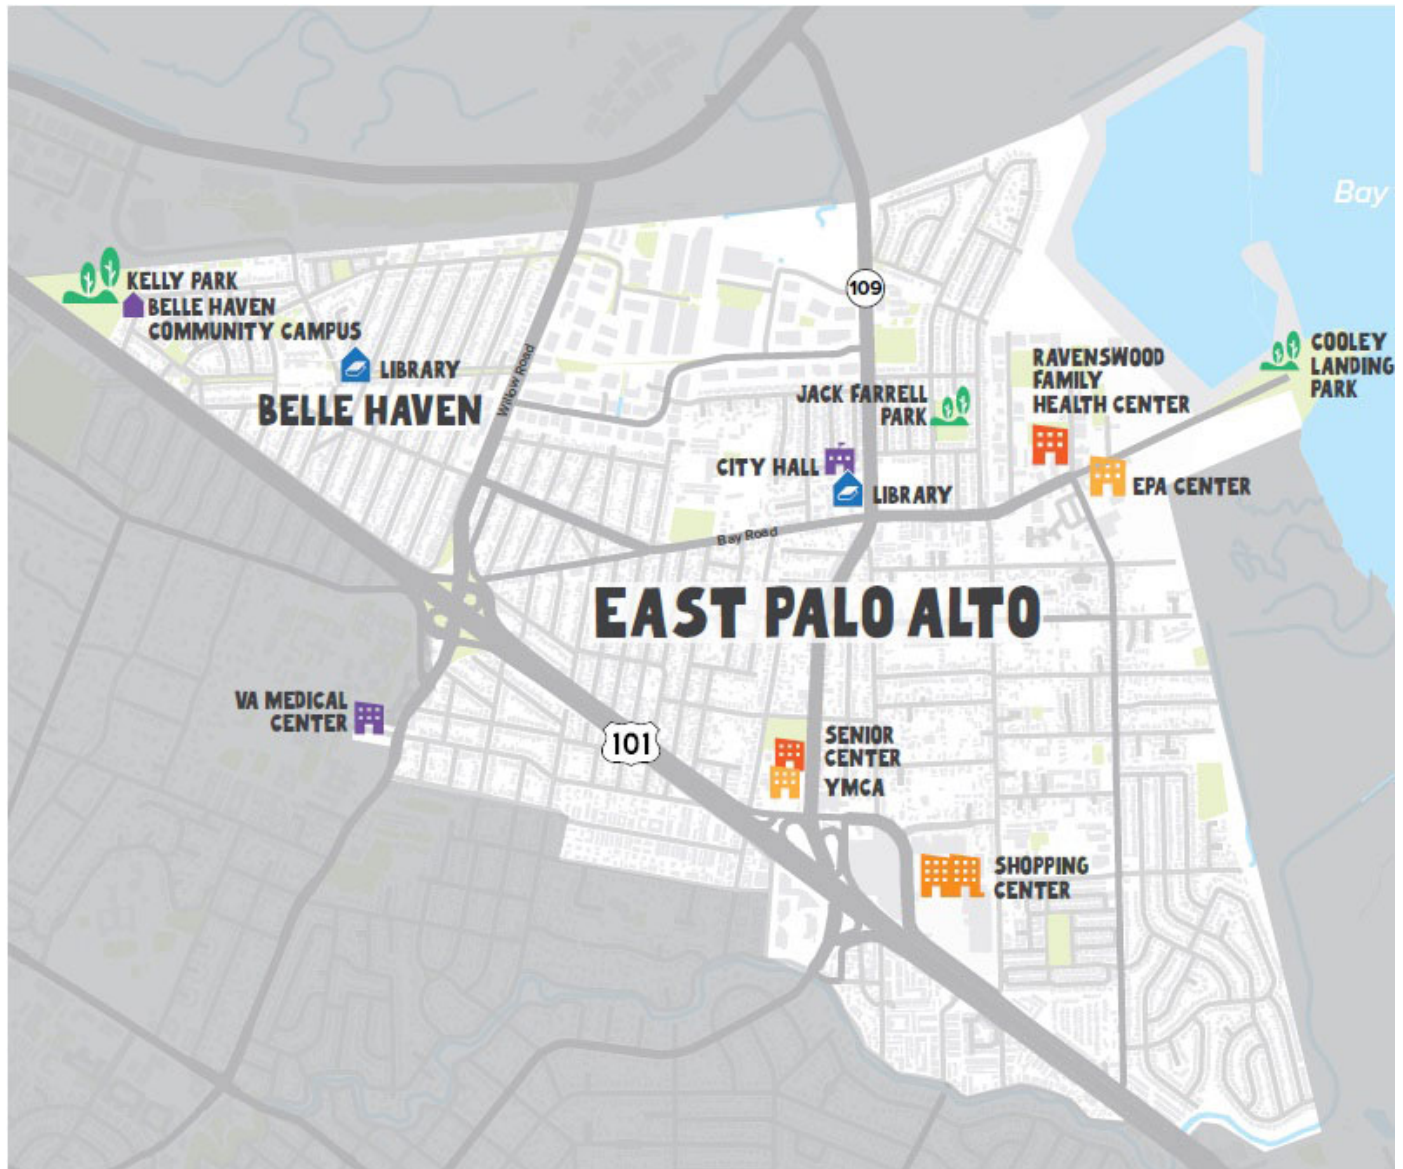 Bay
KELLY PARK
BELLE HAVEN
COMMUNITY CAMPUS
109
COOLEY
LANDING
PARK
RAVENSWOOD
FAMILY
HEALTH CENTER
LIBRARY
Willow Road
BELLE HAVEN
JACK FARRELL
PARK
CITY HALL
LIBRARY
EPA CENTER
Bay Road
EAST PALO ALTO
VA MEDICAL
CENTER
101
SENIOR
CENTER
YMCA
SHOPPING
CENTER